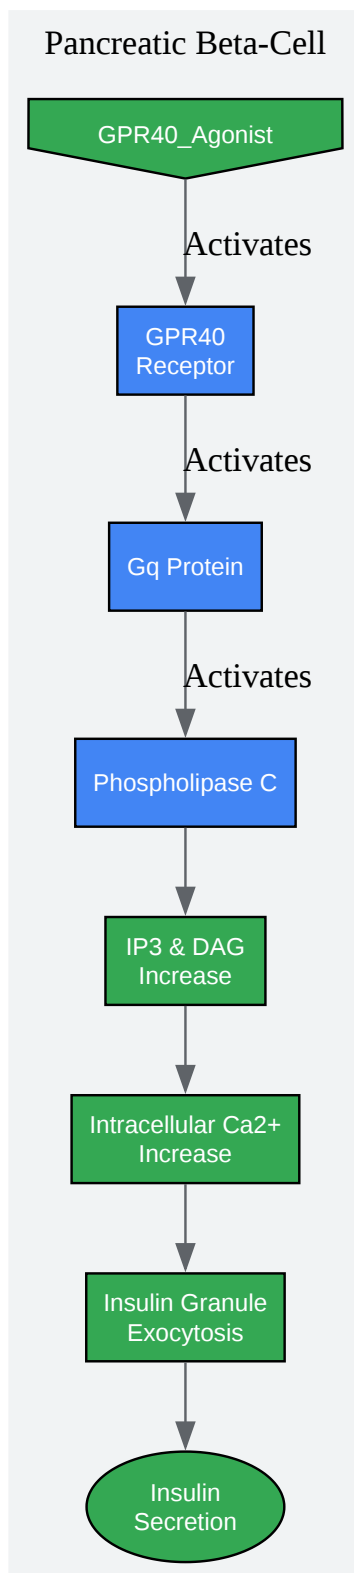 Pancreatic Beta-Cell
GPR40_Agonist
Activates
GPR40
Receptor
Activates
Gq Protein
Activates
Phospholipase C
IP3 & DAG
Increase
Intracellular Ca2+
Increase
Insulin Granule
Exocytosis
Insulin
Secretion